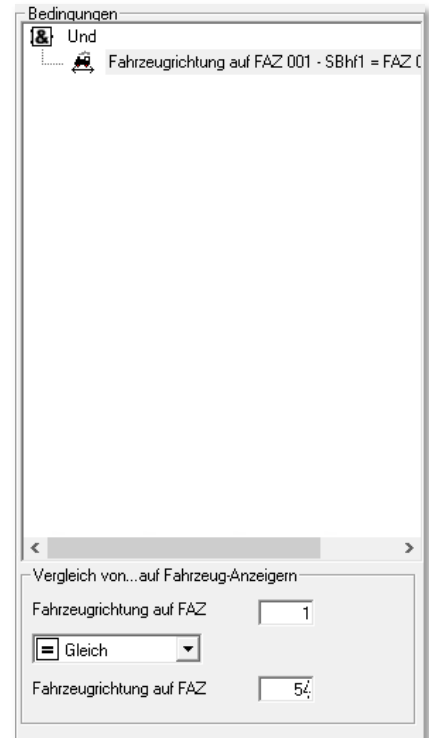 Bedingungen
& Und
Fahrzeugrichtung auf FAZ 001 - SBhf1 = FAZ
Vergleich von...auf Fahrzeug-Anzeigern
Fahrzeugrichtung auf FAZ 1
= Gleich
Fahrzeugrichtung auf FAZ 54